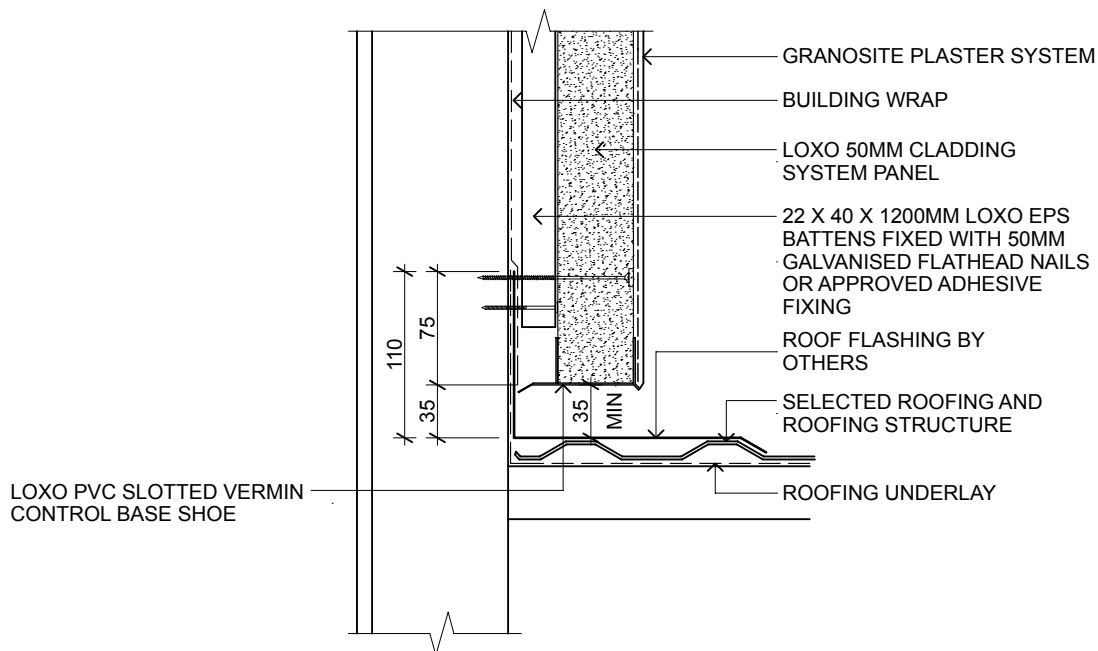 GRANOSITE PLASTER SYSTEM
BUILDING WRAP
LOXO 50MM CLADDING
SYSTEM PANEL
22 X 40 X 1200MM LOXO EPS
BATTENS FIXED WITH 50MM
GALVANISED FLATHEAD NAILS
OR APPROVED ADHESIVE
FIXING
ROOF FLASHING BY
OTHERS
SELECTED ROOFING AND
ROOFING STRUCTURE
ROOFING UNDERLAY
110
75
35
35
MIN
LOXO PVC SLOTTED VERMIN
CONTROL BASE SHOE